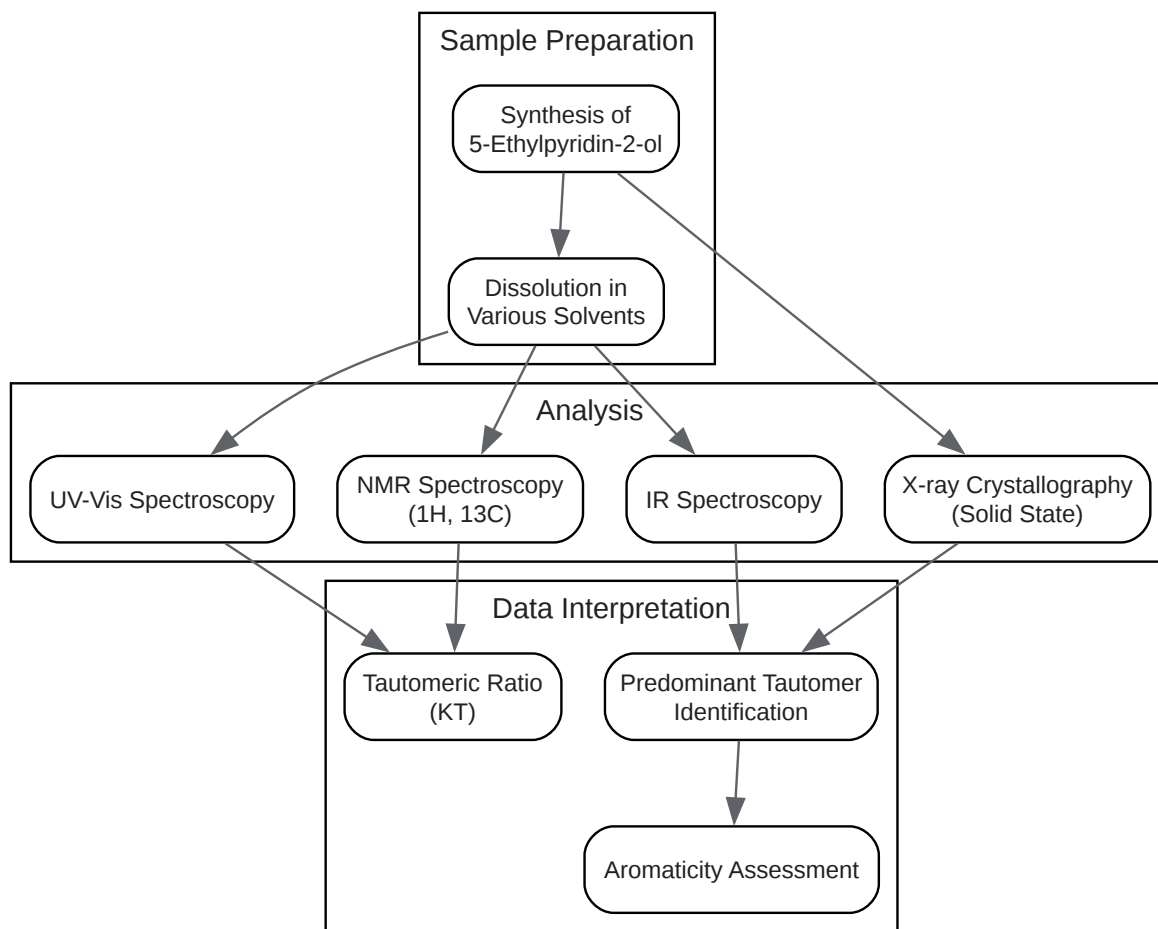 Sample Preparation
Synthesis of
5-Ethylpyridin-2-ol
Dissolution in
Various Solvents
Analysis
UV-Vis Spectroscopy
NMR Spectroscopy
(1H, 13C)
IR Spectroscopy
X-ray Crystallography
(Solid State)
Data Interpretation
Tautomeric Ratio
(KT)
Predominant Tautomer
Identification
Aromaticity Assessment